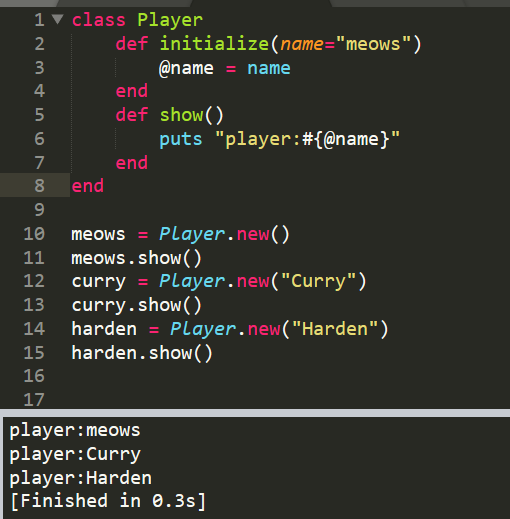 1 class Player
2     def initialize(name="meows")
3         @name = name
4     end
5     def show()
6         puts "player:#{@name}"
7     end
8 end
9
10 meows = Player.new()
11 meows.show()
12 curry = Player.new("Curry")
13 curry.show()
14 harden = Player.new("Harden")
15 harden.show()
16
17
player:meows
player:Curry
player:Harden
[Finished in 0.3s]